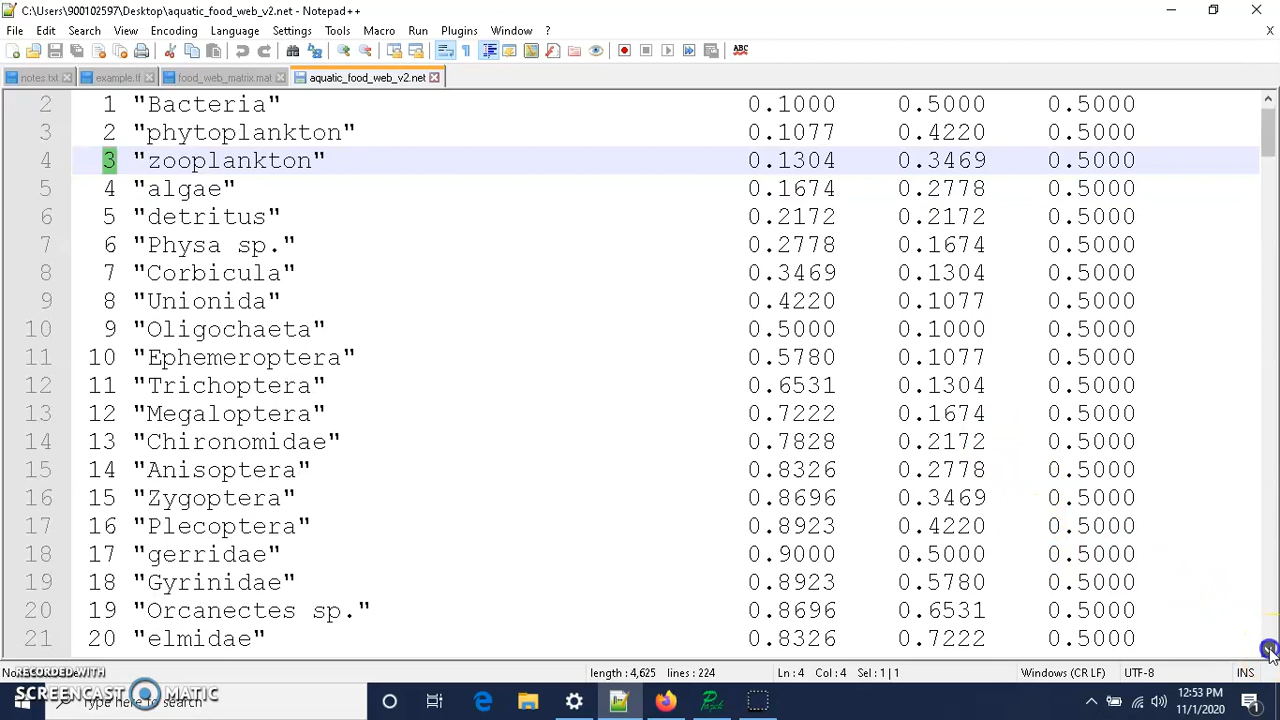 C:\Users\900102597\Desktop\aquatic_food_web_v2.net - Notepad++
File Edit Search View Encoding Language Settings Tools Macro Run Plugins Window ? X
notes.txt example.lf food_web_matrix.mat aquatic_food_web_v2.net
2 1 "Bacteria" 0.1000 0.5000 0.5000
3 2 "phytoplankton" 0.1077 0.4220 0.5000
4 3 "zooplankton" 0.1304 0.3469 0.5000
5 4 "algae" 0.1674 0.2778 0.5000
6 5 "detritus" 0.2172 0.2172 0.5000
7 6 "Physa sp." 0.2778 0.1674 0.5000
8 7 "Corbicula" 0.3469 0.1304 0.5000
9 8 "Unionida" 0.4220 0.1077 0.5000
10 9 "Oligochaeta" 0.5000 0.1000 0.5000
11 10 "Ephemeroptera" 0.5780 0.1077 0.5000
12 11 "Trichoptera" 0.6531 0.1304 0.5000
13 12 "Megaloptera" 0.7222 0.1674 0.5000
14 13 "Chironomidae" 0.7828 0.2172 0.5000
15 14 "Anisoptera" 0.8326 0.2778 0.5000
16 15 "Zygoptera" 0.8696 0.3469 0.5000
17 16 "Plecoptera" 0.8923 0.4220 0.5000
18 17 "gerridae" 0.9000 0.5000 0.5000
19 18 "Gyrinidae" 0.8923 0.5780 0.5000
20 19 "Orcanectes sp." 0.8696 0.6531 0.5000
21 20 "elmidae" 0.8326 0.7222 0.5000
RECORDED WITH length : 4,625 lines : 224 Ln : 4 Col : 4 Sel : 1 | 1 Windows (CR LF) UTF-8 INS
SCREENCAST MATIC
Type here to search
12:53 PM
11/1/2020